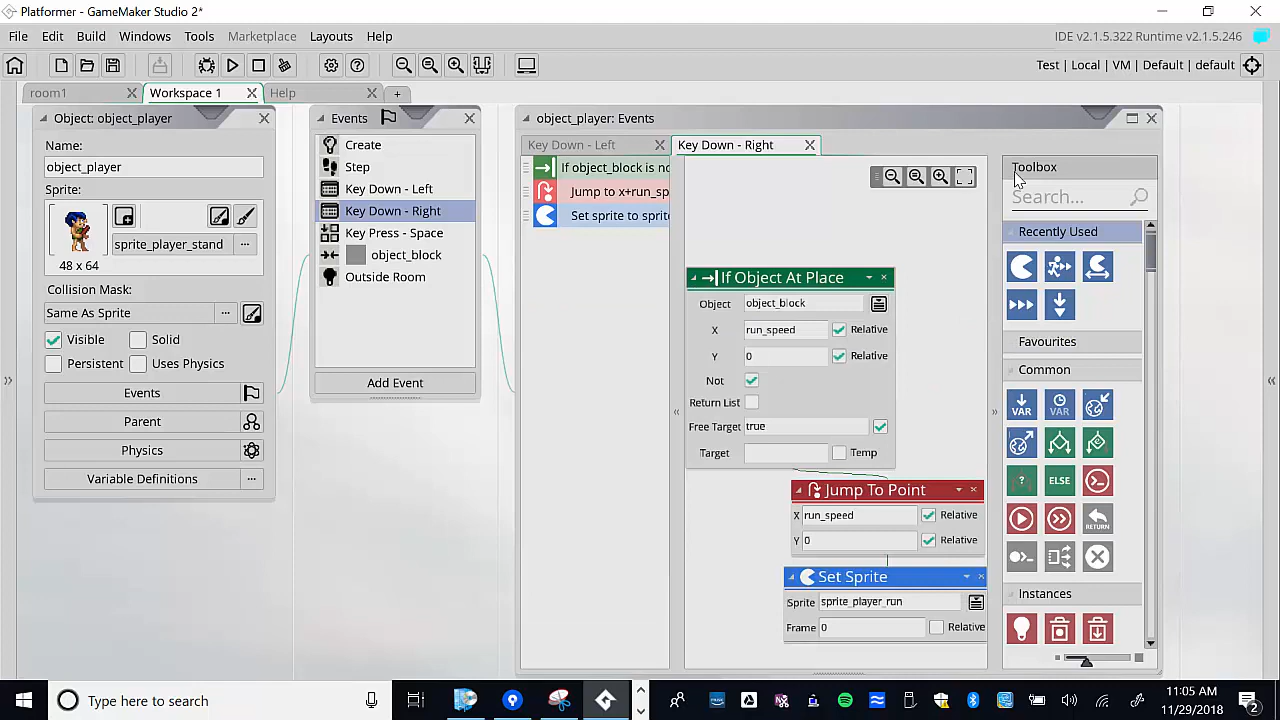 Platformer - GameMaker Studio 2*
File Edit Build Windows Tools Marketplace Layouts Help
IDE v2.1.5.322 Runtime v2.1.5.246
Test | Local | VM | Default | default
room1
Workspace 1
Help
Object: object_player
Name:
object_player
Sprite:
sprite_player_stand
48 x 64
Collision Mask:
Same As Sprite
Visible
Solid
Persistent
Uses Physics
Events
Parent
Physics
Variable Definitions
Events
Create
Step
Key Down - Left
Key Down - Right
Key Press - Space
object_block
Outside Room
Add Event
object_player: Events
Key Down - Left
Key Down - Right
If object_block is no
Jump to x+run_sp
Set sprite to sprit
If Object At Place
Object object_block
X run_speed Relative
Y 0 Relative
Not
Return List
Free Target true
Target Temp
Jump To Point
X run_speed Relative
Y 0 Relative
Set Sprite
Sprite sprite_player_run
Frame 0 Relative
Toolbox
Search...
Recently Used
Favourites
Common
VAR VAR
? ELSE
RETURN
Instances
Type here to search
11:05 AM
11/29/2018